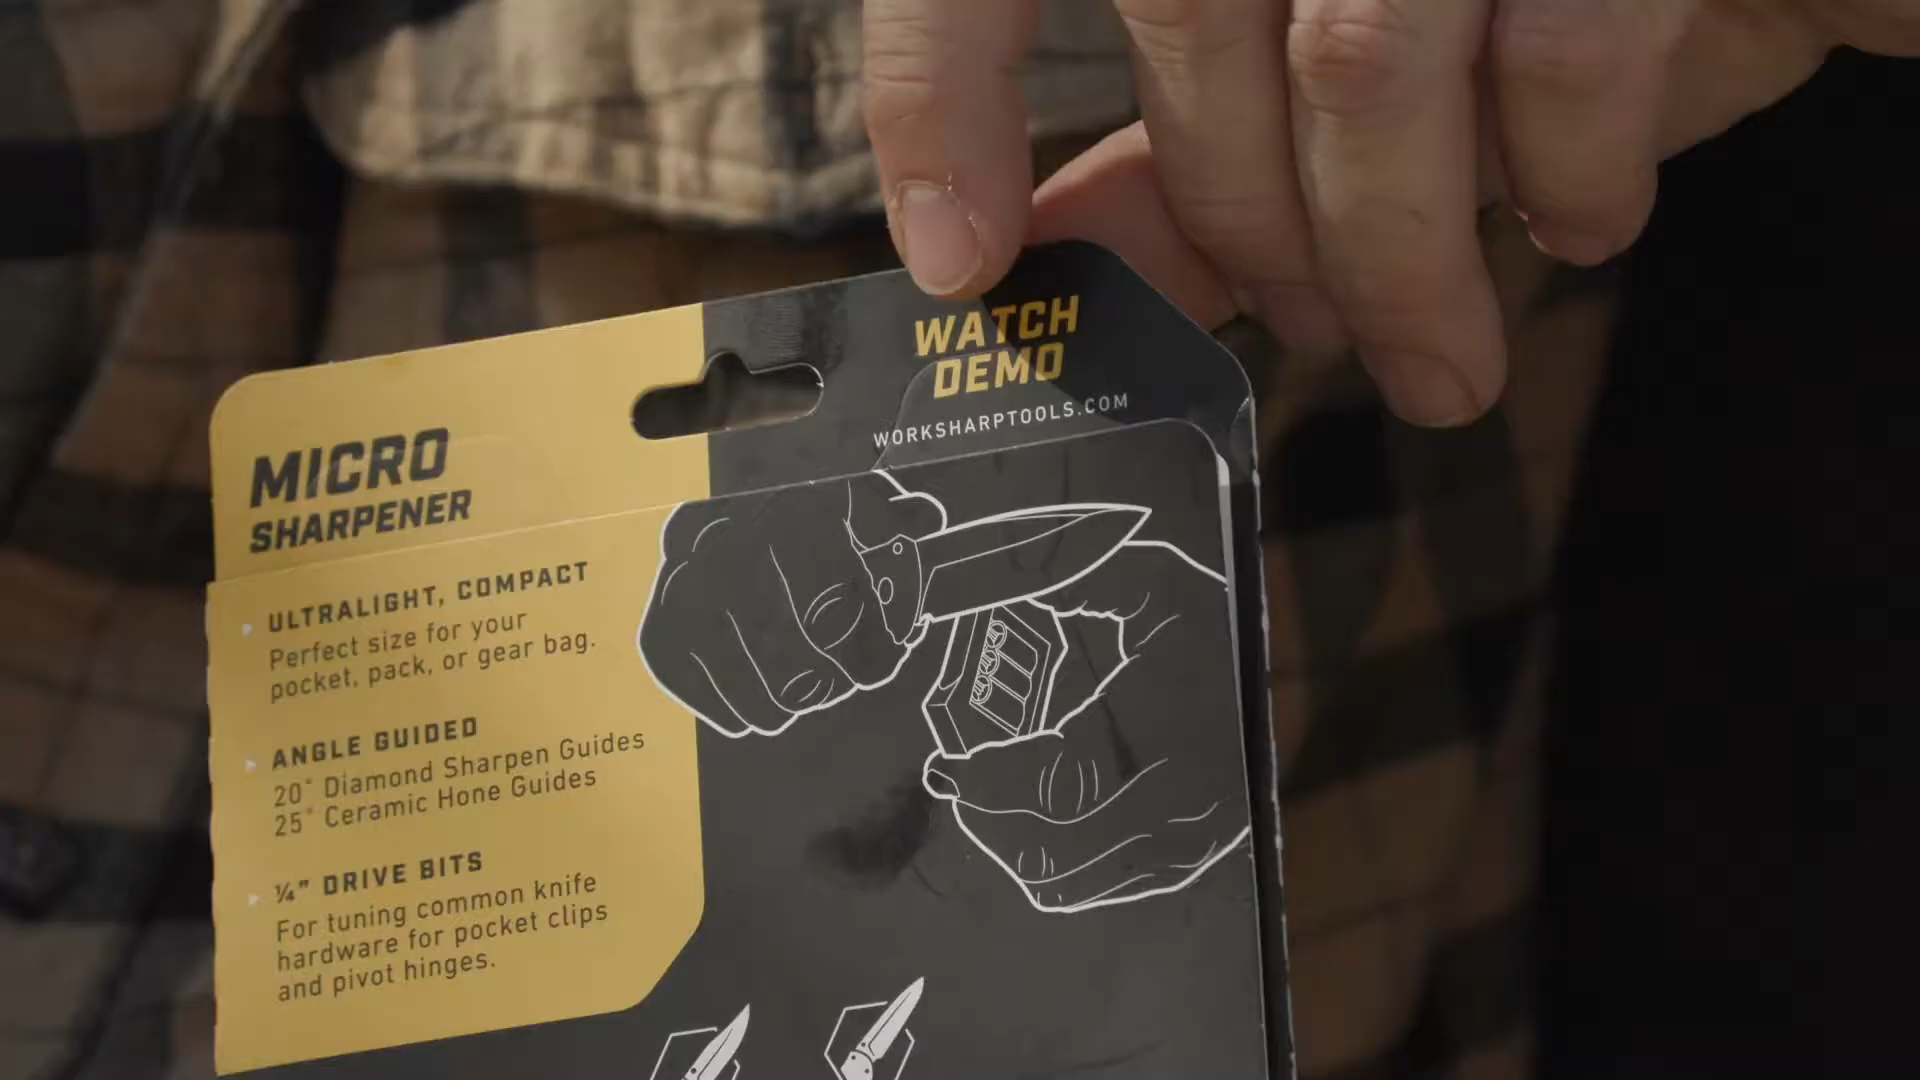 WATCH
DEMO
WORKSHARPTOOLS.COM
MICRO
SHARPENER
ULTRALIGHT, COMPACT
Perfect size for your
pocket, pack, or gear bag.
ANGLE GUIDED
20° Diamond Sharpen Guides
25° Ceramic Hone Guides
¼" DRIVE BITS
For tuning common knife
hardware for pocket clips
and pivot hinges.